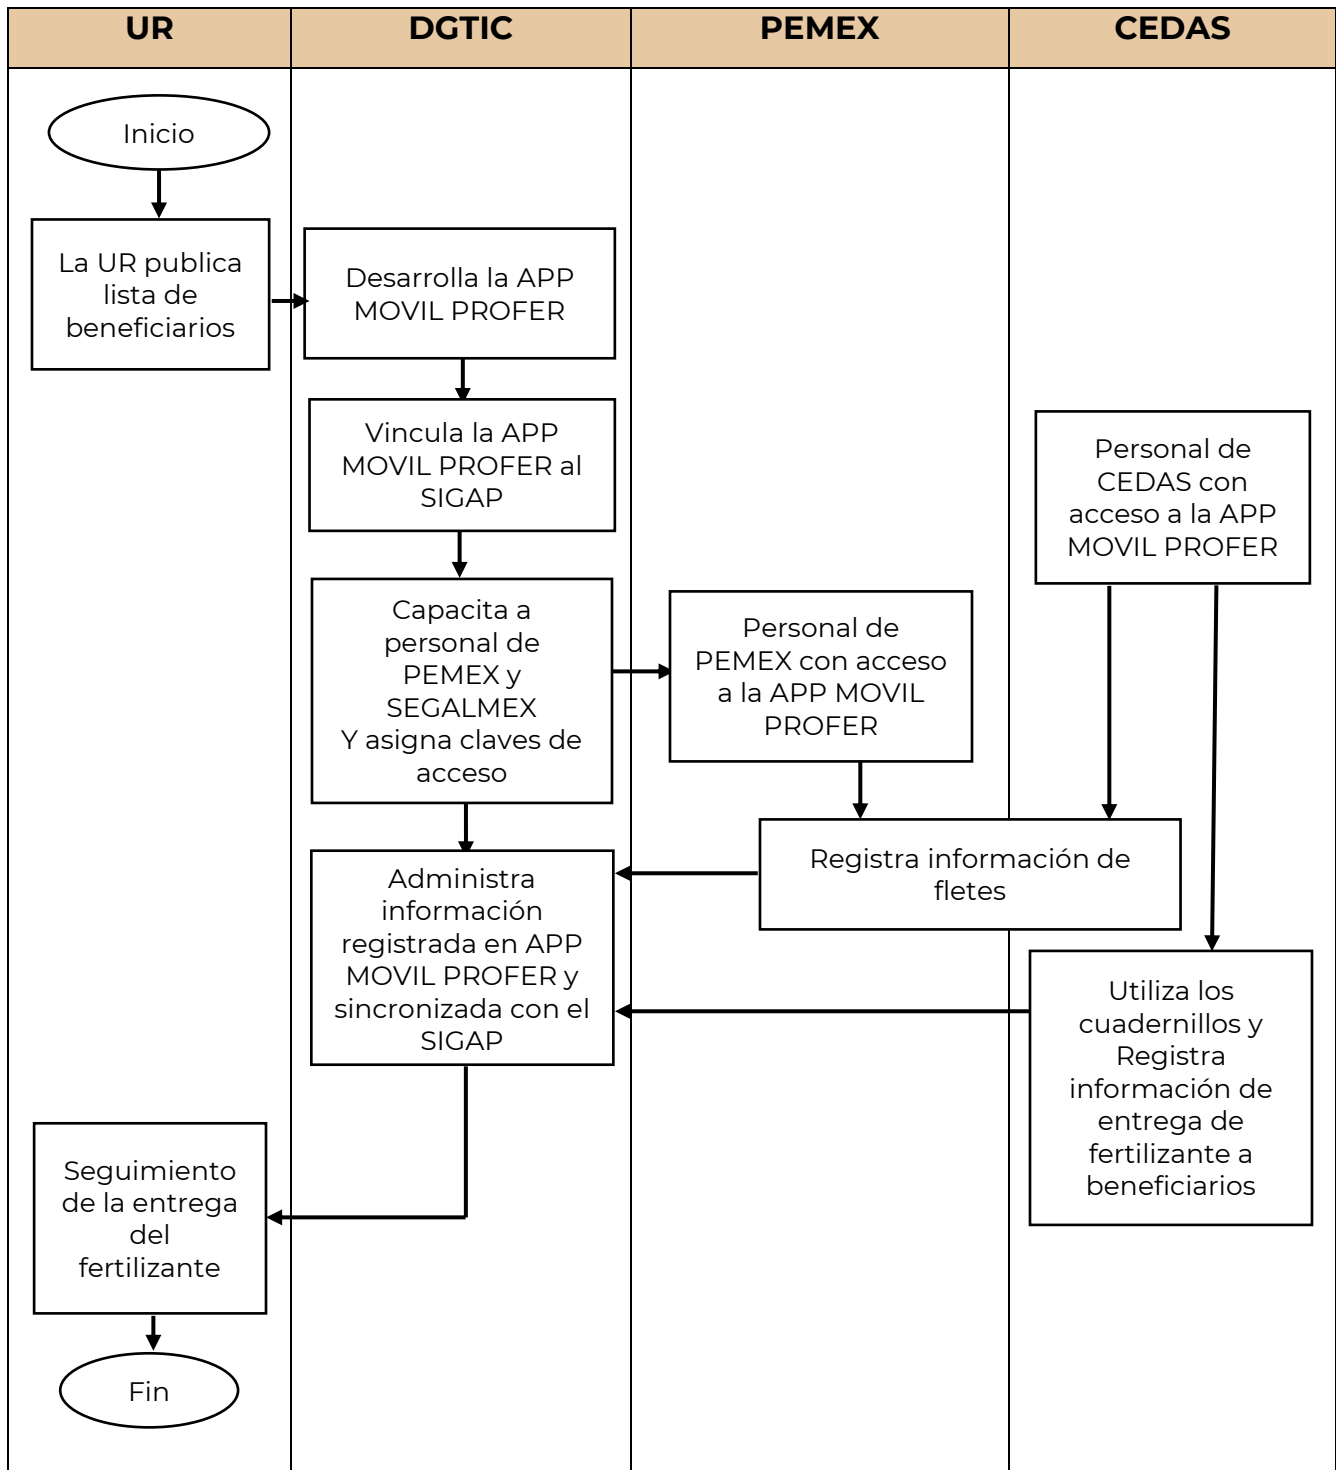 UR
DGTIC
PEMEX
CEDAS
Inicio
La UR publica
lista de
beneficiarios
Desarrolla la APP
MOVIL PROFER
Vincula la APP
MOVIL PROFER al
SIGAP
Capacita a
personal de
PEMEX y
SEGALMEX
Y asigna claves de
acceso
Personal de
PEMEX con acceso
a la APP MOVIL
PROFER
Personal de
CEDAS con
acceso a la APP
MOVIL PROFER
Registra información de
fletes
Administra
información
registrada en APP
MOVIL PROFER y
sincronizada con el
SIGAP
Utiliza los
cuadernillos y
Registra
información de
entrega de
fertilizante a
beneficiarios
Seguimiento
de la entrega
del
fertilizante
Fin